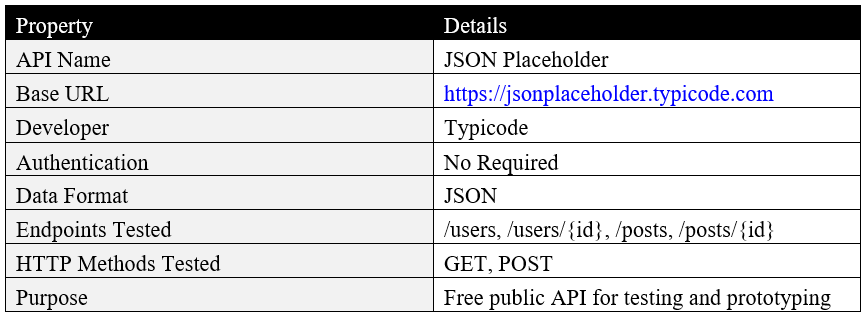 Property Details
API Name JSON Placeholder
Base URL https://jsonplaceholder.typicode.com
Developer Typicode
Authentication No Required
Data Format JSON
Endpoints Tested /users, /users/{id}, /posts, /posts/{id}
HTTP Methods Tested GET, POST
Purpose Free public API for testing and prototyping